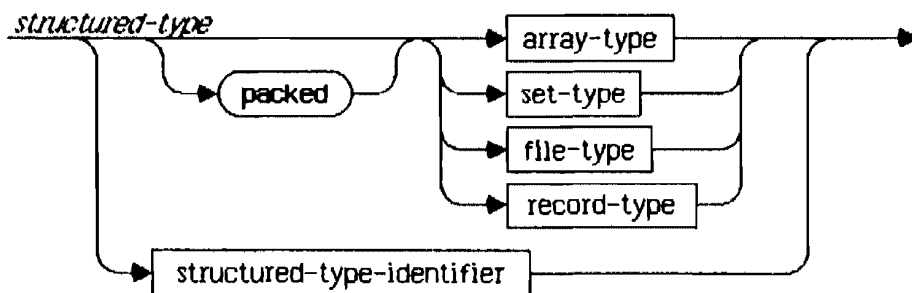 structured-type
array-type
packed
set-type
file-type
record-type
structured-type-identifier